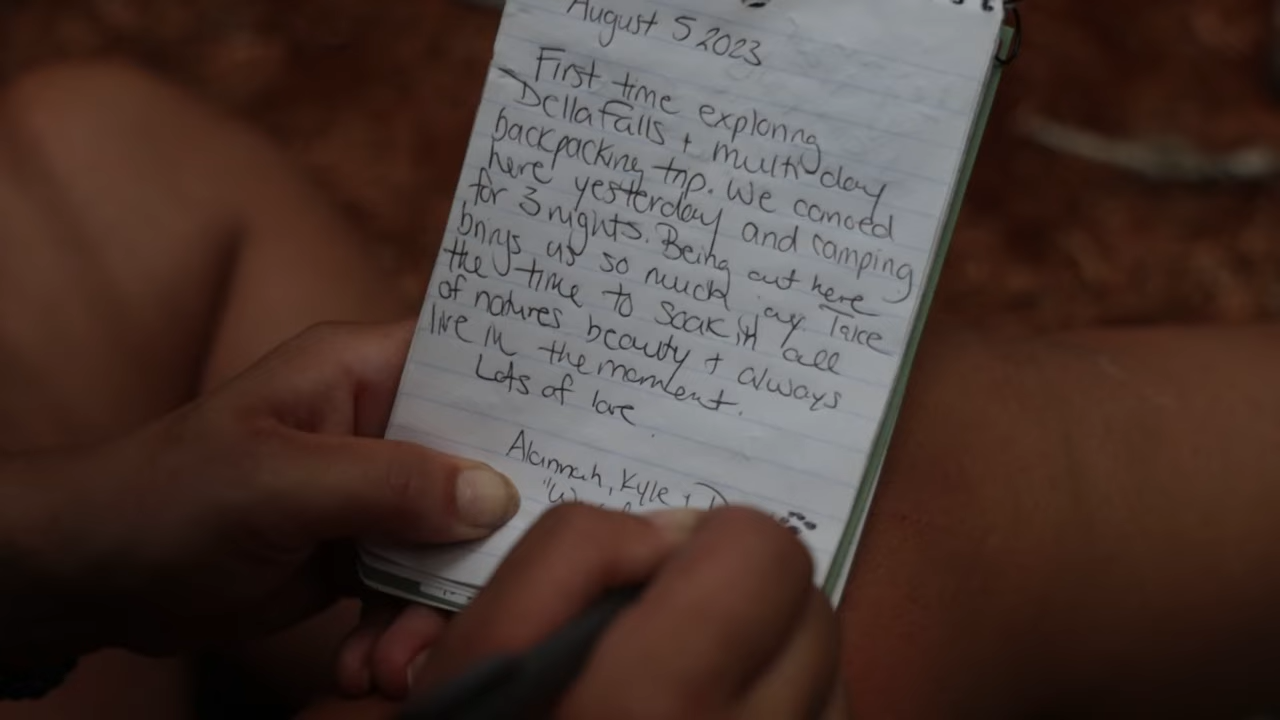 August 5 2023
First time exploring
Della Falls + multi day
backpacking trip. We canoed
here yesterday and camping
for 3 nights. Being out here
brings us so much joy. Take
the time to soak it all
of natures beauty + always
live in the moment.
Lots of love.
Alannah, Kyle +